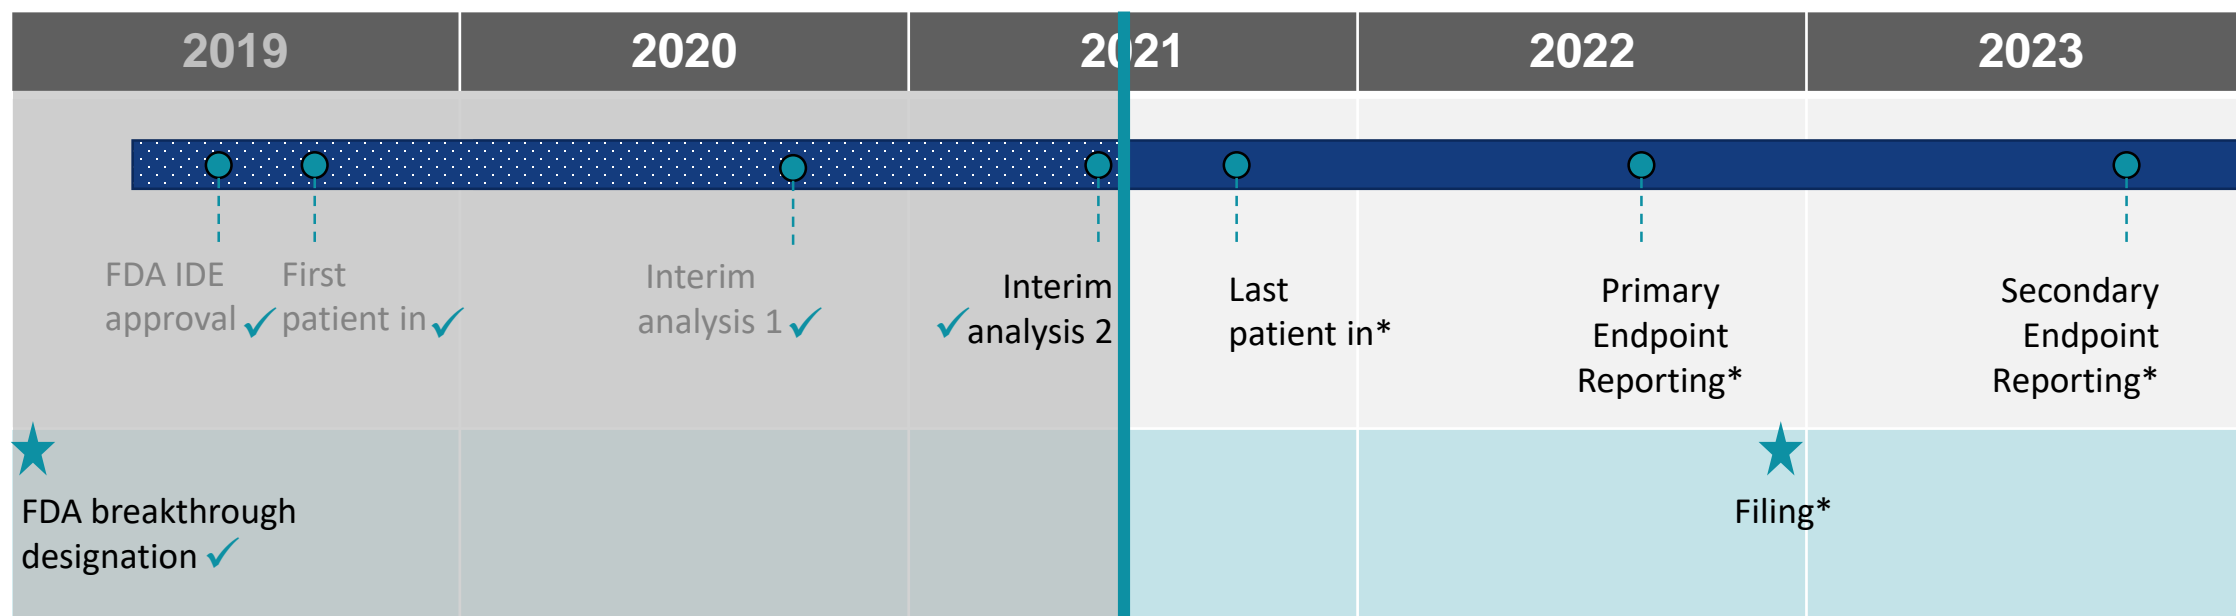 2019
2020
2021
2022
2023
FDA IDE
approval
First
patient in
Interim
analysis 1
Interim
analysis 2
Last
patient in*
Primary
Endpoint
Reporting*
Secondary
Endpoint
Reporting*
FDA breakthrough
designation
Filing*